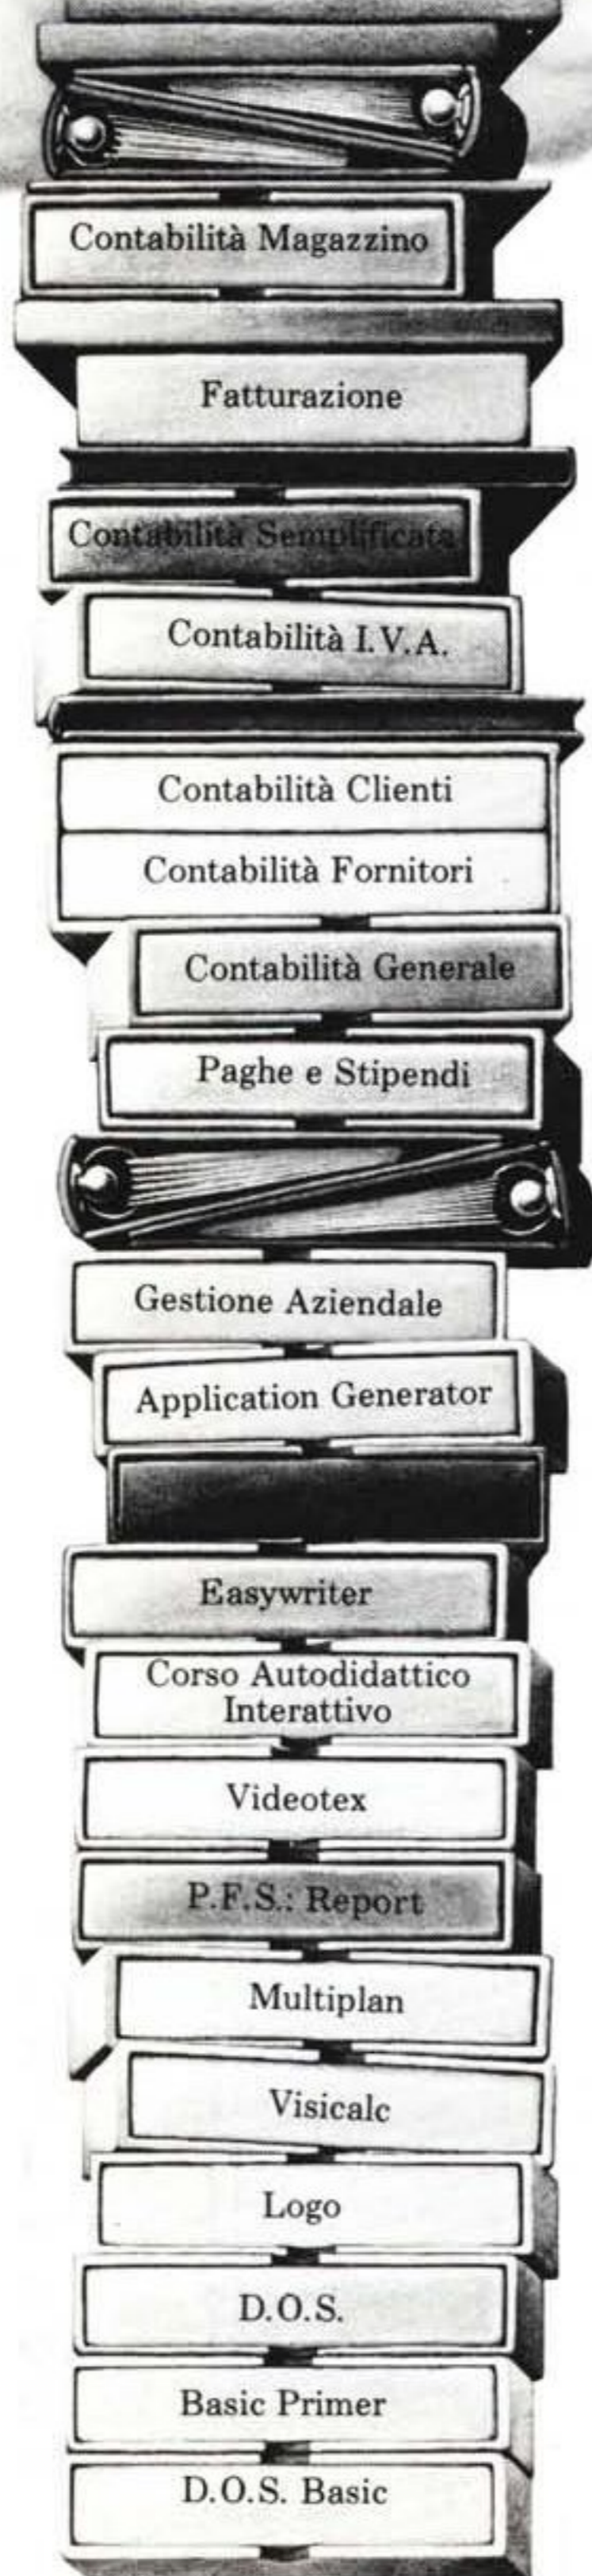 Contabilità Magazzino
Fatturazione
Contabilità Semplificata
Contabilità I.V.A.
Contabilità Clienti
Contabilità Fornitori
Contabilità Generale
Paghe e Stipendi
Gestione Aziendale
Application Generator
Easywriter
Corso Autodidattico
Interattivo
Videotex
P.F.S.: Report
Multiplan
Visicalc
Logo
D.O.S.
Basic Primer
D.O.S. Basic